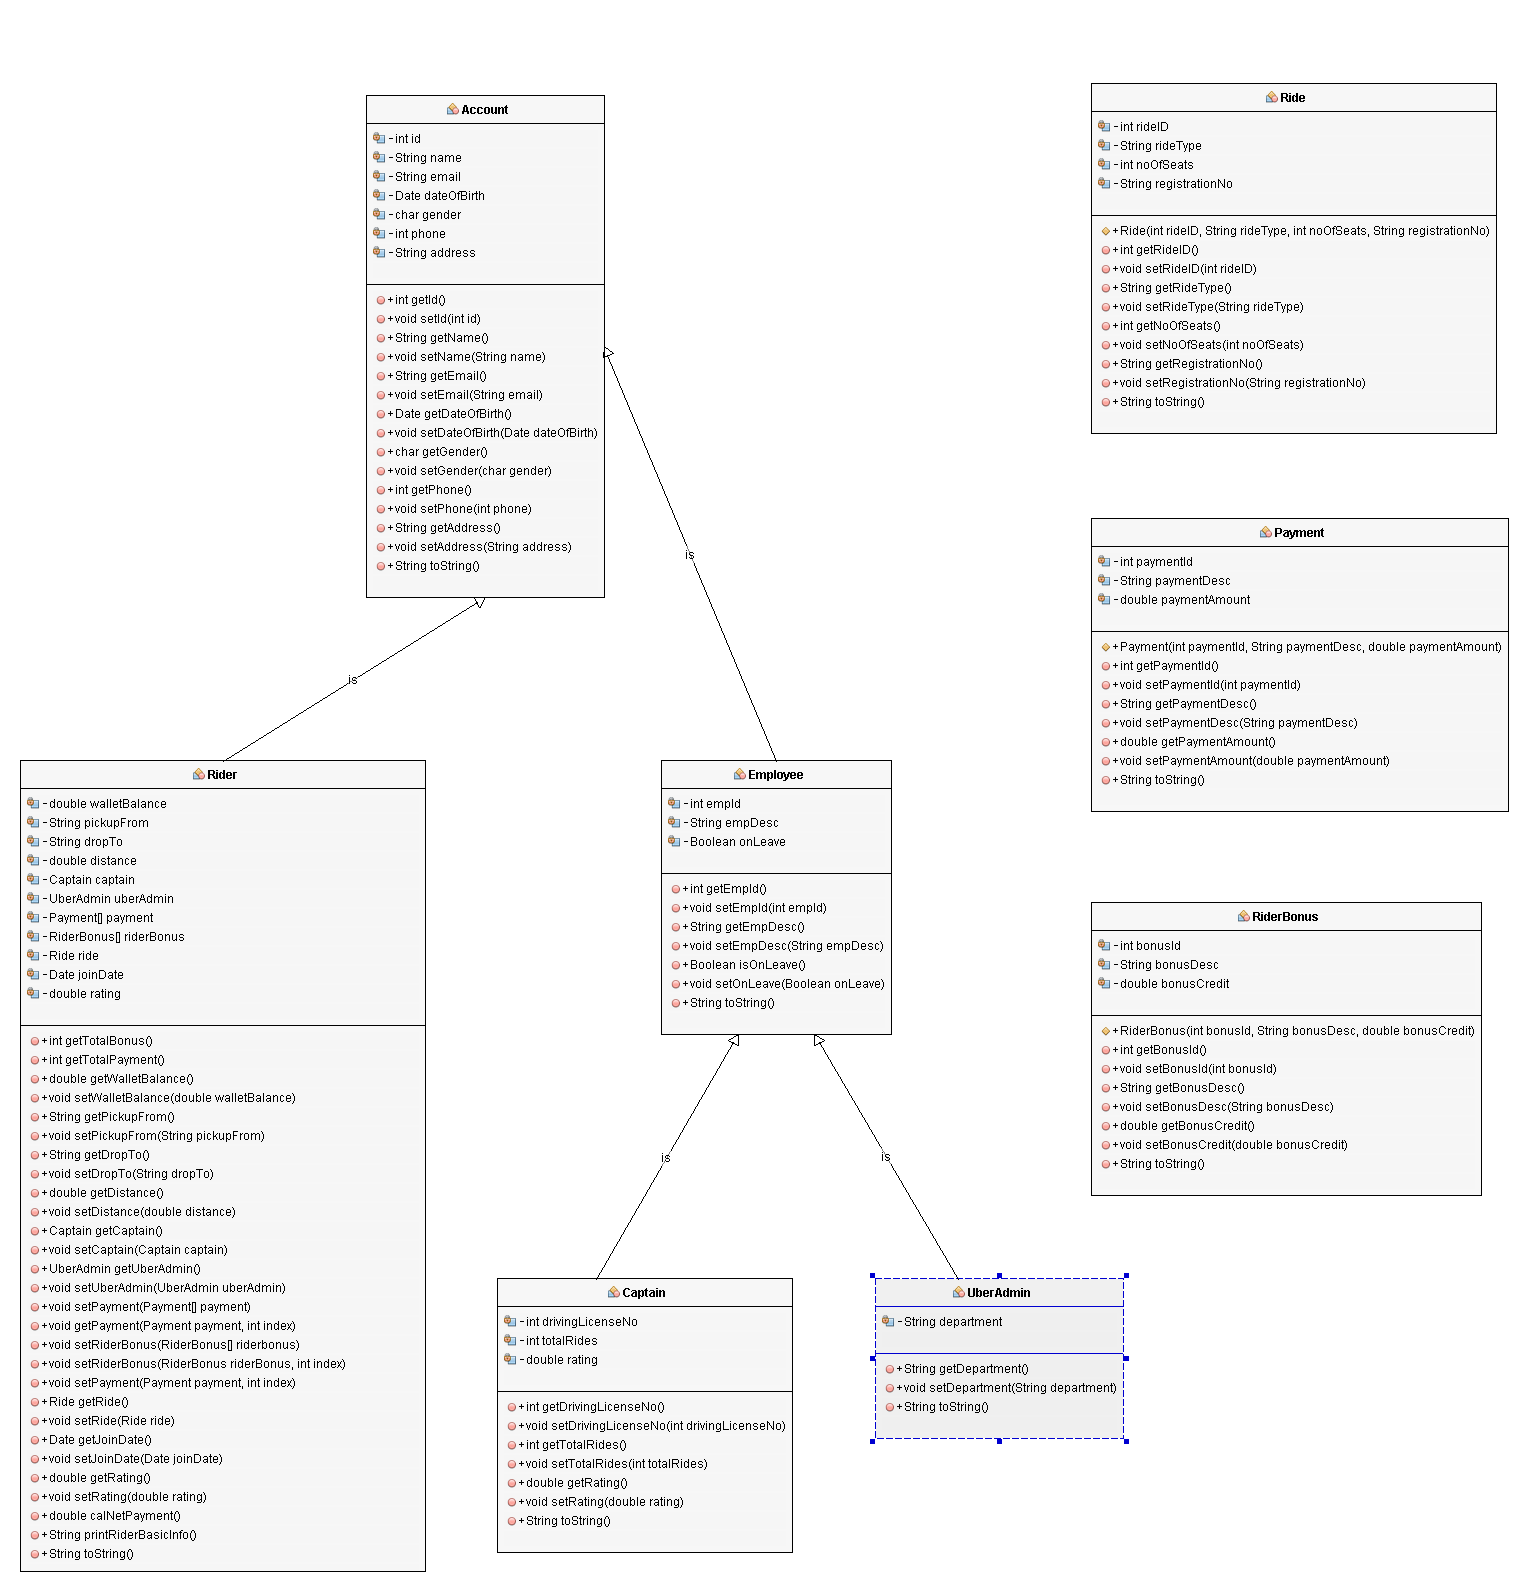 Account
- int id
- String name
- String email
- Date dateOfBirth
- char gender
- int phone
- String address
+ int getId()
+ void setId(int id)
+ String getName()
+ void setName(String name)
+ String getEmail()
+ void setEmail(String email)
+ Date getDateOfBirth()
+ void setDateOfBirth(Date dateOfBirth)
+ char getGender()
+ void setGender(char gender)
+ int getPhone()
+ void setPhone(int phone)
+ String getAddress()
+ void setAddress(String address)
+ String toString()
Ride
- int rideID
- String rideType
- int noOfSeats
- String registrationNo
+ Ride(int rideID, String rideType, int noOfSeats, String registrationNo)
+ int getRideID()
+ void setRideID(int rideID)
+ String getRideType()
+ void setRideType(String rideType)
+ int getNoOfSeats()
+ void setNoOfSeats(int noOfSeats)
+ String getRegistrationNo()
+ void setRegistrationNo(String registrationNo)
+ String toString()
is
is
Payment
- int paymentId
- String paymentDesc
- double paymentAmount
+ Payment(int paymentId, String paymentDesc, double paymentAmount)
+ int getPaymentId()
+ void setPaymentId(int paymentId)
+ String getPaymentDesc()
+ void setPaymentDesc(String paymentDesc)
+ double getPaymentAmount()
+ void setPaymentAmount(double paymentAmount)
+ String toString()
Rider
- double walletBalance
- String pickupFrom
- String dropTo
- double distance
- Captain captain
- UberAdmin uberAdmin
- Payment[] payment
- RiderBonus[] riderBonus
- Ride ride
- Date joinDate
- double rating
+ int getTotalBonus()
+ int getTotalPayment()
+ double getWalletBalance()
+ void setWalletBalance(double walletBalance)
+ String getPickupFrom()
+ void setPickupFrom(String pickupFrom)
+ String getDropTo()
+ void setDropTo(String dropTo)
+ double getDistance()
+ void setDistance(double distance)
+ Captain getCaptain()
+ void setCaptain(Captain captain)
+ UberAdmin getUberAdmin()
+ void setUberAdmin(UberAdmin uberAdmin)
+ void setPayment(Payment[] payment)
+ void getPayment(Payment payment, int index)
+ void setRiderBonus(RiderBonus[] riderbonus)
+ void setRiderBonus(RiderBonus riderBonus, int index)
+ void setPayment(Payment payment, int index)
+ Ride getRide()
+ void setRide(Ride ride)
+ Date getJoinDate()
+ void setJoinDate(Date joinDate)
+ double getRating()
+ void setRating(double rating)
+ double calNetPayment()
+ String printRiderBasicInfo()
+ String toString()
Employee
- int empId
- String empDesc
- Boolean onLeave
+ int getEmpId()
+ void setEmpId(int empId)
+ String getEmpDesc()
+ void setEmpDesc(String empDesc)
+ Boolean isOnLeave()
+ void setOnLeave(Boolean onLeave)
+ String toString()
RiderBonus
- int bonusId
- String bonusDesc
- double bonusCredit
+ RiderBonus(int bonusId, String bonusDesc, double bonusCredit)
+ int getBonusId()
+ void setBonusId(int bonusId)
+ String getBonusDesc()
+ void setBonusDesc(String bonusDesc)
+ double getBonusCredit()
+ void setBonusCredit(double bonusCredit)
+ String toString()
is
is
Captain
- int drivingLicenseNo
- int totalRides
- double rating
+ int getDrivingLicenseNo()
+ void setDrivingLicenseNo(int drivingLicenseNo)
+ int getTotalRides()
+ void setTotalRides(int totalRides)
+ double getRating()
+ void setRating(double rating)
+ String toString()
UberAdmin
- String department
+ String getDepartment()
+ void setDepartment(String department)
+ String toString()